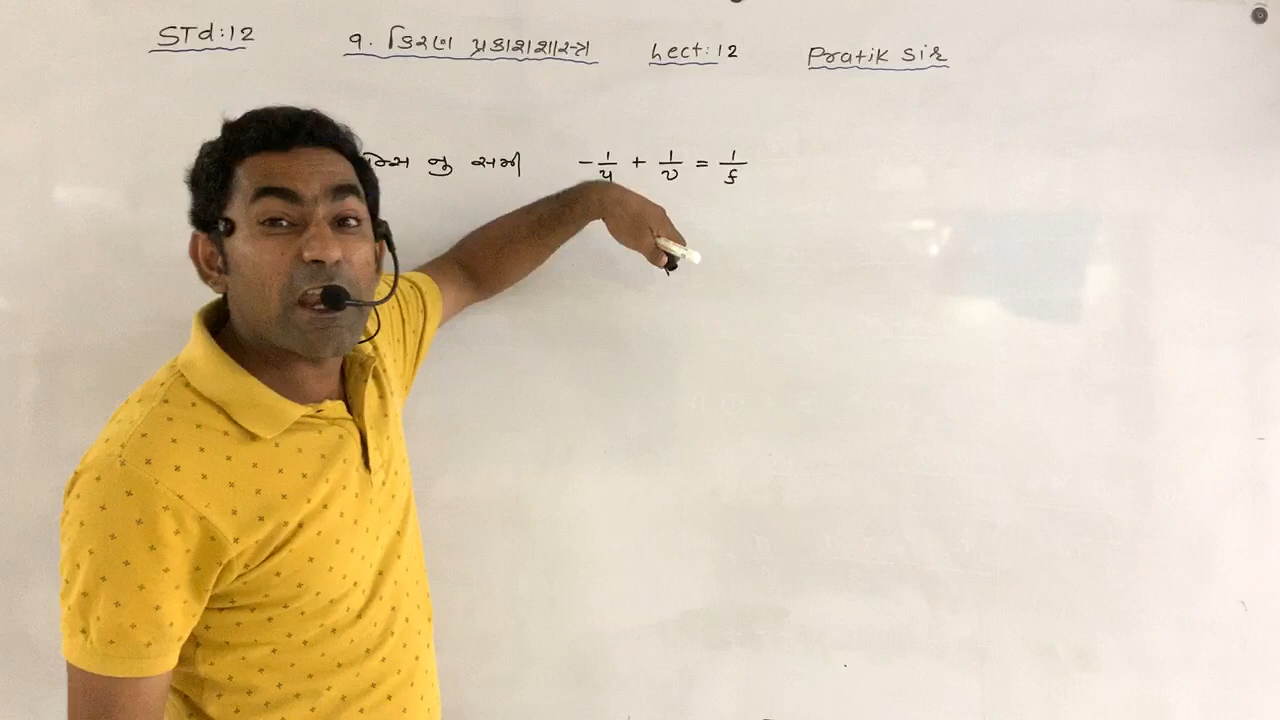 STd:12 ૧. કિરણ પ્રકાશશાસ્ત્ર Lect:12 Pratik Sir
નુ સમી -1/u + 1/v = 1/f